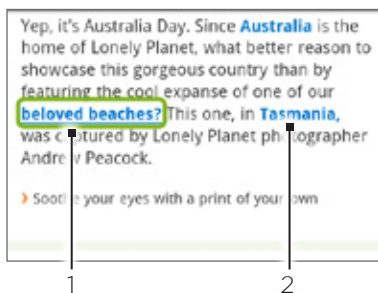 Yep, it's Australia Day. Since Australia is the
home of Lonely Planet, what better reason to
showcase this gorgeous country than by
featuring the cool expanse of one of our
beloved beaches? This one, in Tasmania,
was captured by Lonely Planet photographer
Andrew Peacock.
› Soothe your eyes with a print of your own
1 2